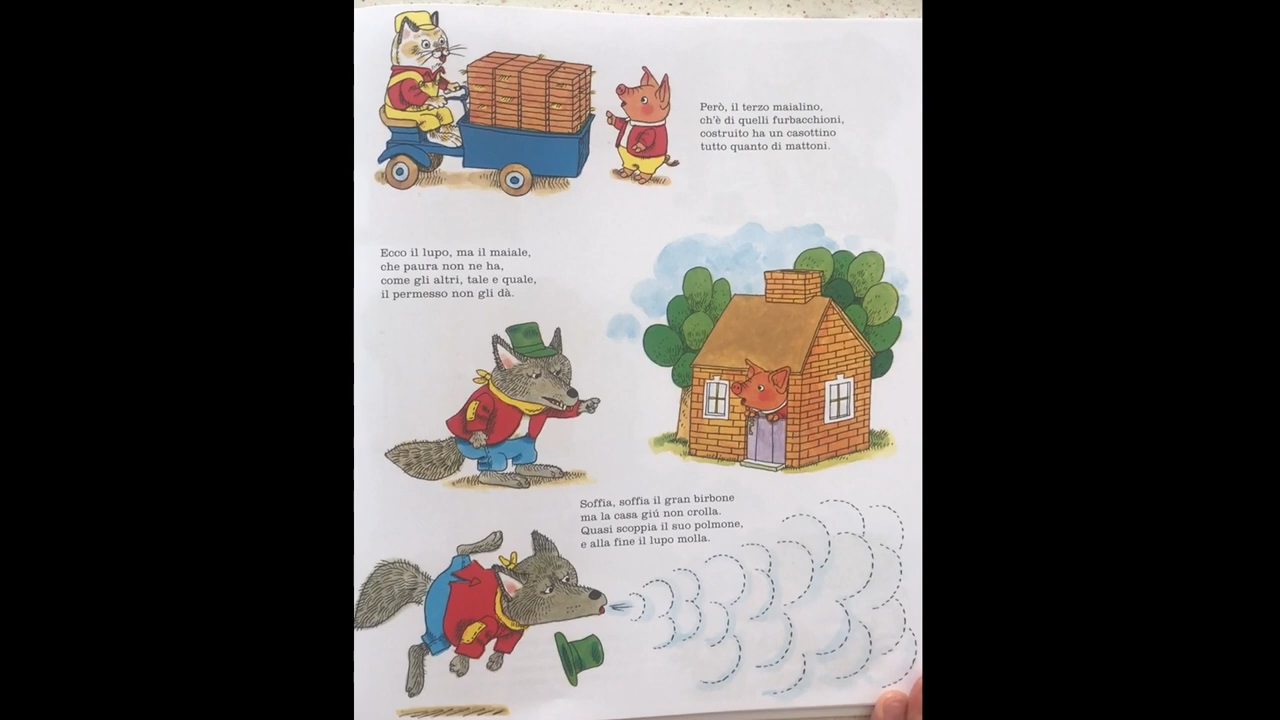 Però, il terzo maialino,
ch'è di quelli furbacchioni,
costruito ha un casottino
tutto quanto di mattoni.
Ecco il lupo, ma il maiale,
che paura non ne ha,
come gli altri, tale e quale,
il permesso non gli dà.
Soffia, soffia il gran birbone
ma la casa giú non crolla.
Quasi scoppia il suo polmone,
e alla fine il lupo molla.